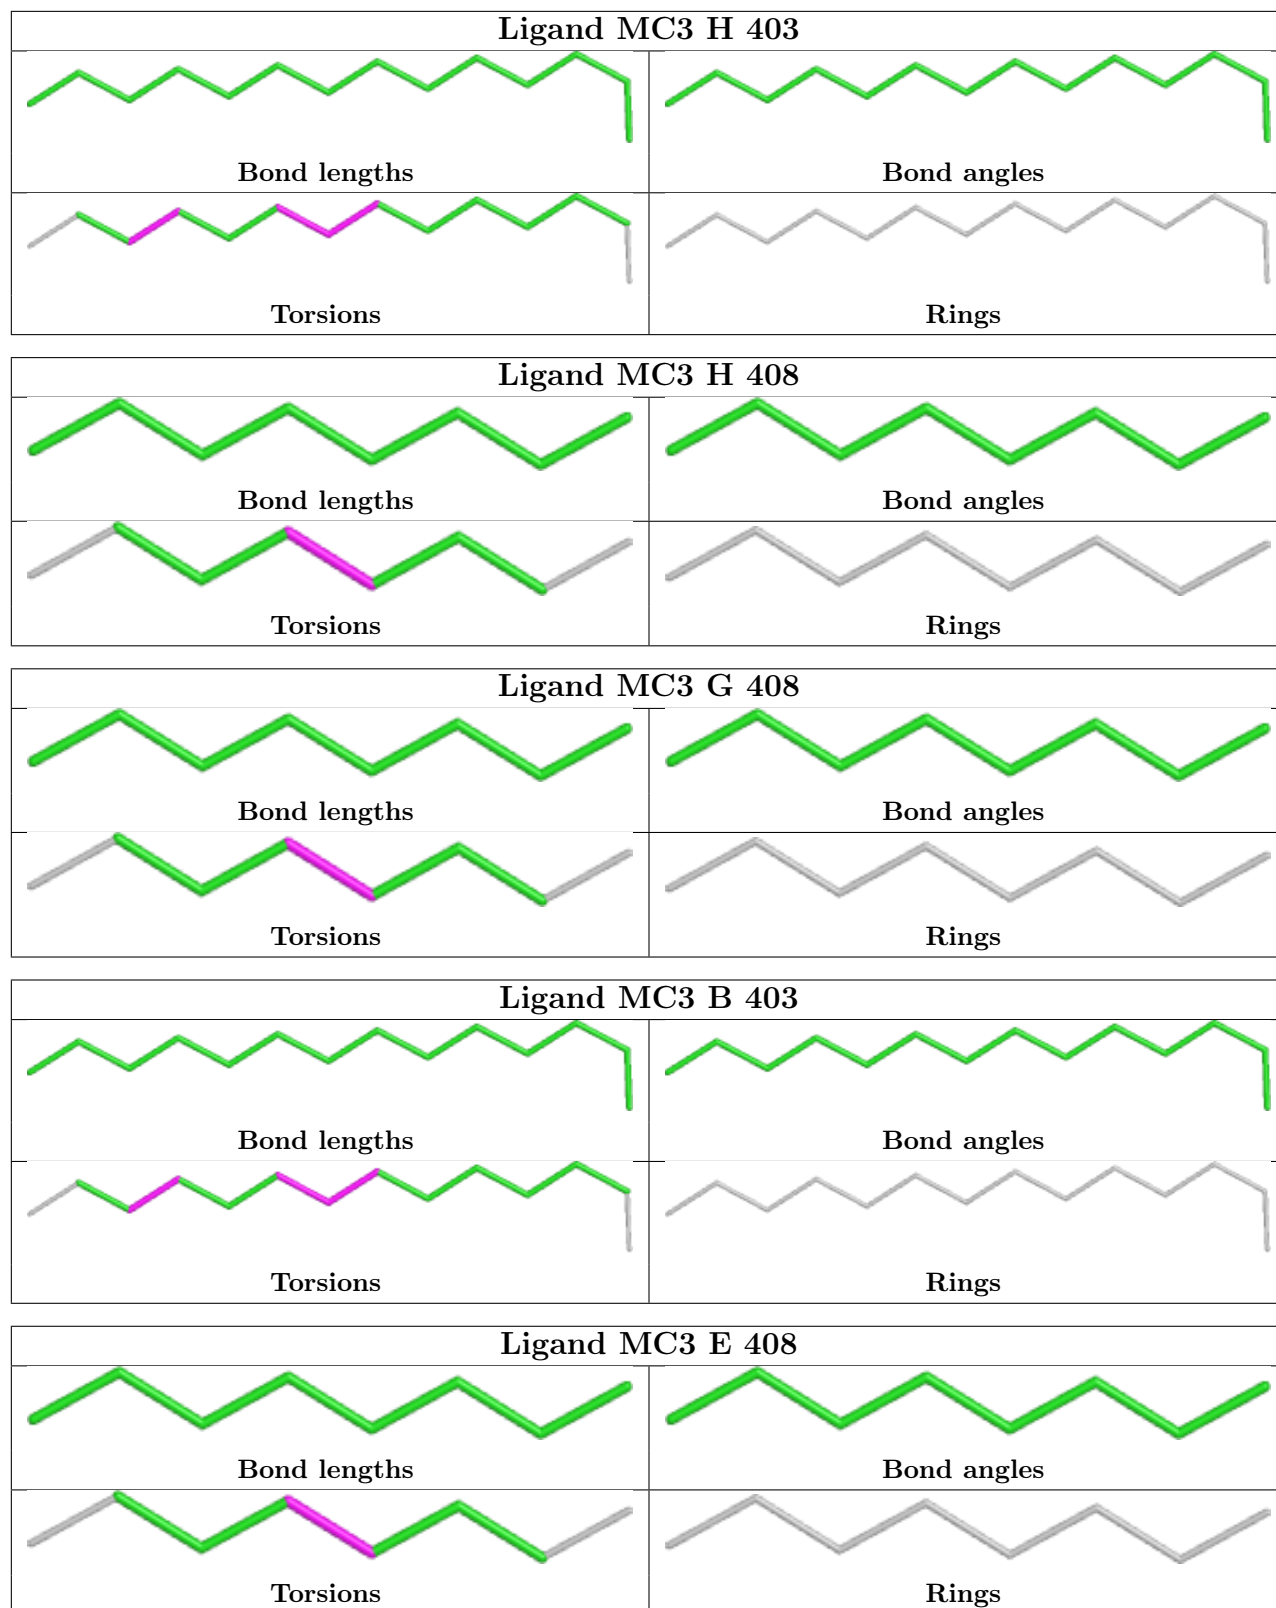 Ligand MC3 H 403
Bond lengths
Bond angles
Torsions
Rings
Ligand MC3 H 408
Bond lengths
Bond angles
Torsions
Rings
Ligand MC3 G 408
Bond lengths
Bond angles
Torsions
Rings
Ligand MC3 B 403
Bond lengths
Bond angles
Torsions
Rings
Ligand MC3 E 408
Bond lengths
Bond angles
Torsions
Rings